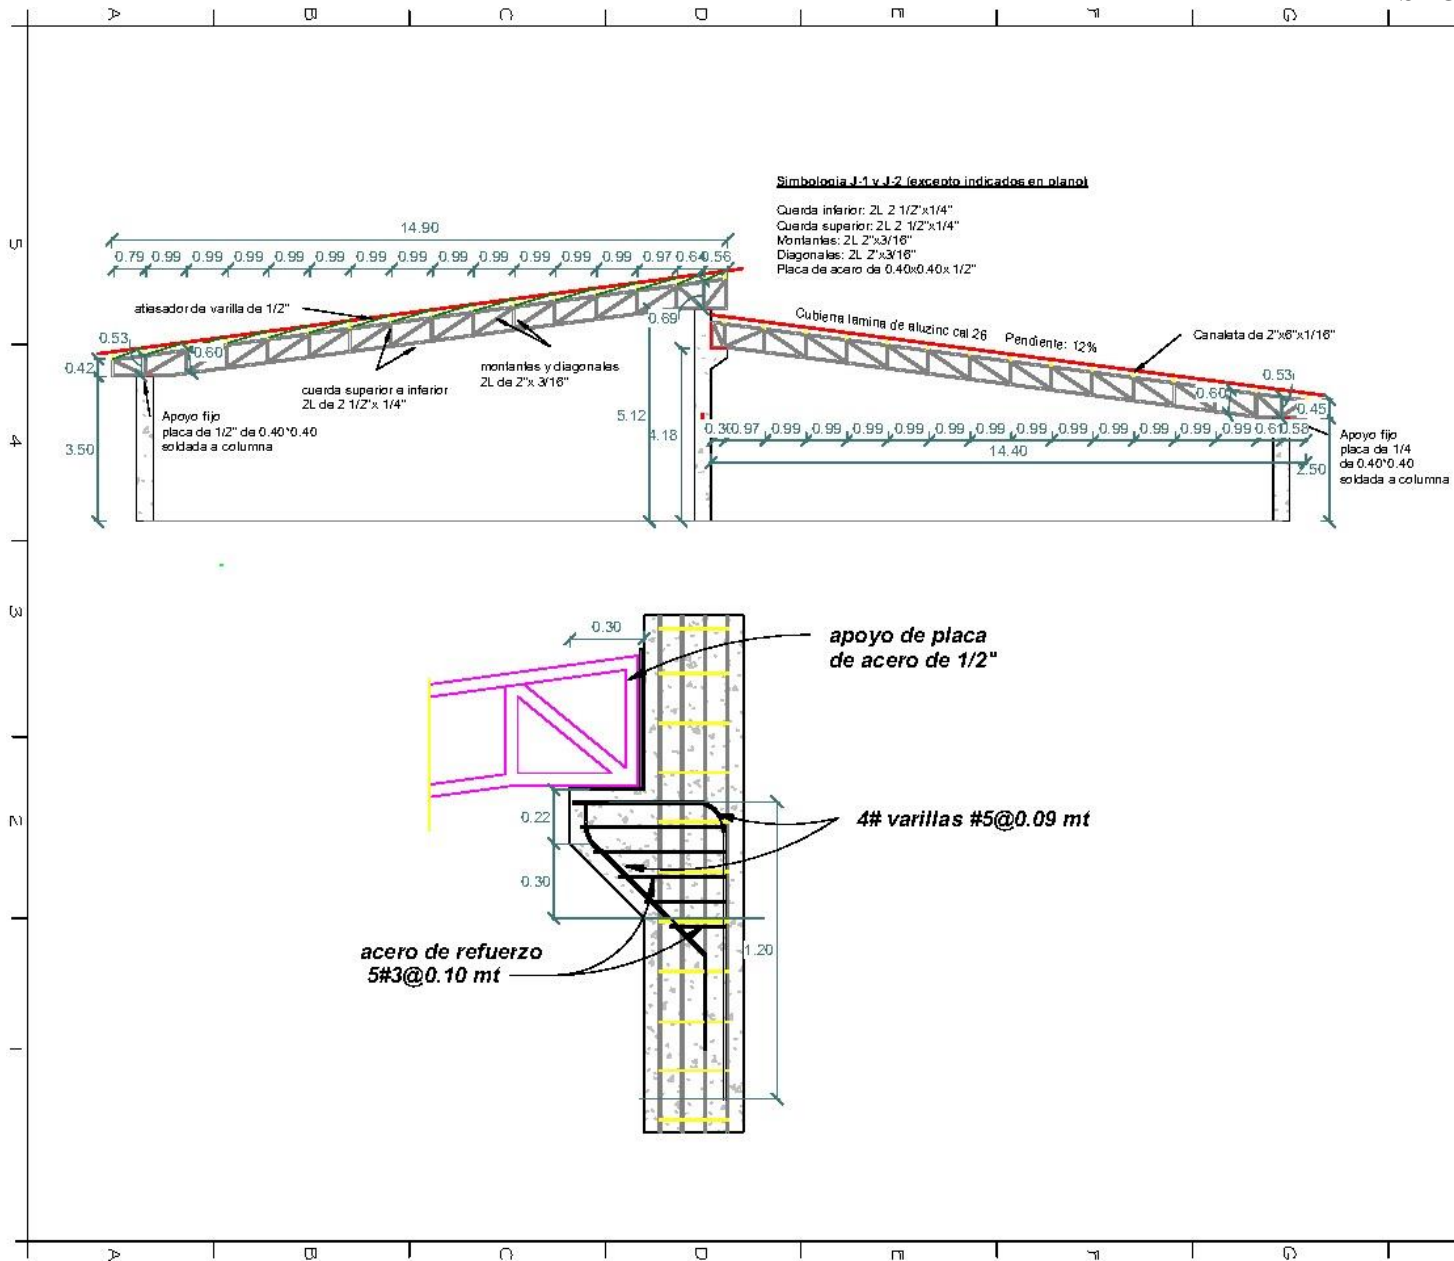 A B C D E F G
Simbologia J-1 y J-2 (excepto indicados en plano)
Cuerda inferior: 2L 2 1/2"x1/4"
Cuerda superior: 2L 2 1/2"x1/4"
Montantes: 2L 2"x3/16"
Diagonales: 2L 2"x3/16"
Placa de acero de 0.40x0.40x 1/2"
5
14.90
0.79 0.99 0.99 0.99 0.99 0.99 0.99 0.99 0.99 0.99 0.99 0.99 0.97 0.64 0.56
atiesador de varilla de 1/2"
0.69
Cubierta lamina de aluzinc cal 26 Pendiente: 12%
Canaleta de 2"x6"x1/16"
0.53
0.42
0.60
montantes y diagonales
2L de 2"x 3/16"
cuerda superior e inferior
2L de 2 1/2"x 1/4"
0.53
0.60
0.45
Apoyo fijo
placa de 1/2" de 0.40*0.40
soldada a columna
3.50
5.12
4.18
0.30 0.97 0.99 0.99 0.99 0.99 0.99 0.99 0.99 0.99 0.99 0.99 0.99 0.61 0.58
14.40
2.50
Apoyo fijo
placa de 1/4
de 0.40*0.40
soldada a columna
4
3
0.30
apoyo de placa
de acero de 1/2"
2
0.22
4# varillas #5@0.09 mt
0.30
acero de refuerzo
5#3@0.10 mt
1.20
1
A B C D E F G